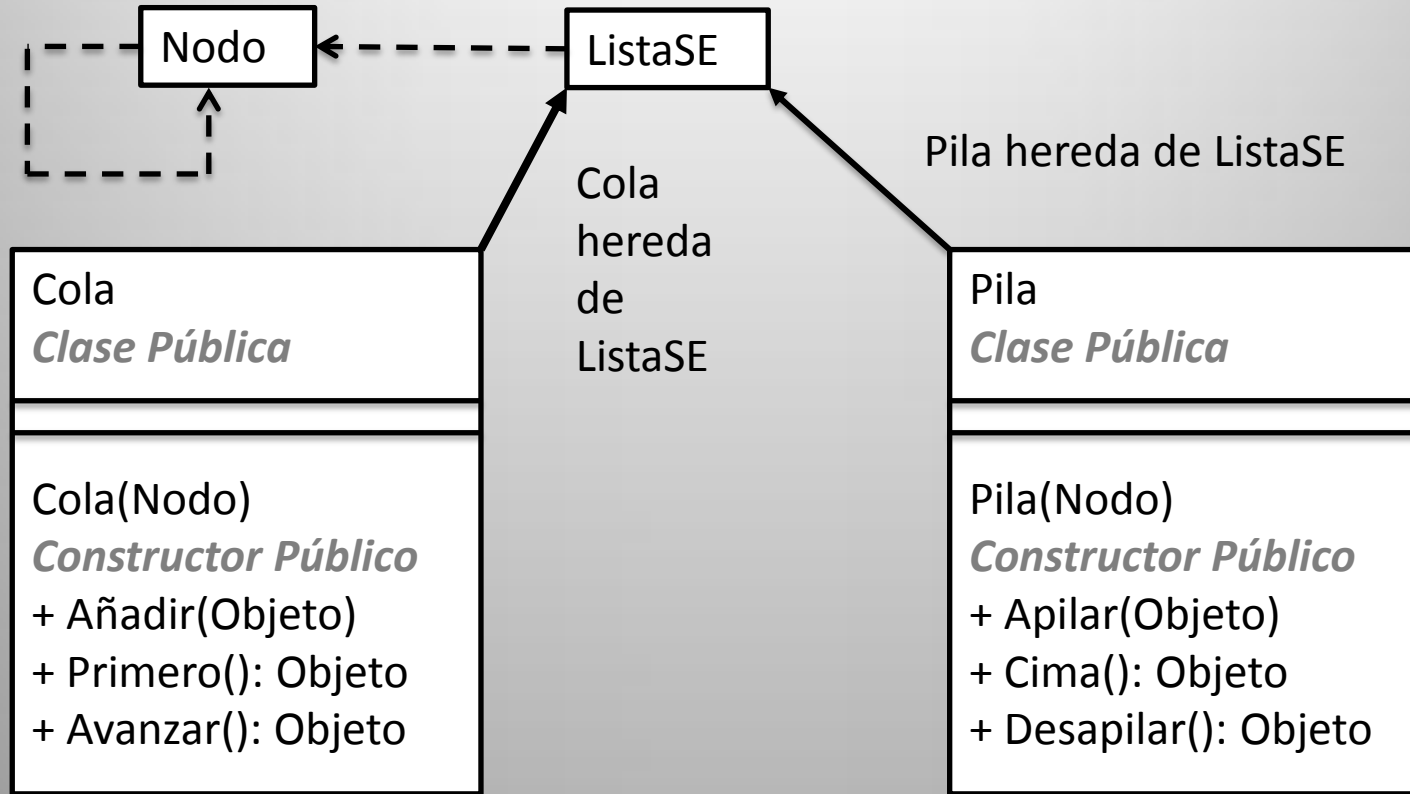 Nodo
ListaSE
Pila hereda de ListaSE
Cola
hereda
de
ListaSE
Cola
Clase Pública
Cola(Nodo)
Constructor Público
+ Añadir(Objeto)
+ Primero(): Objeto
+ Avanzar(): Objeto
Pila
Clase Pública
Pila(Nodo)
Constructor Público
+ Apilar(Objeto)
+ Cima(): Objeto
+ Desapilar(): Objeto